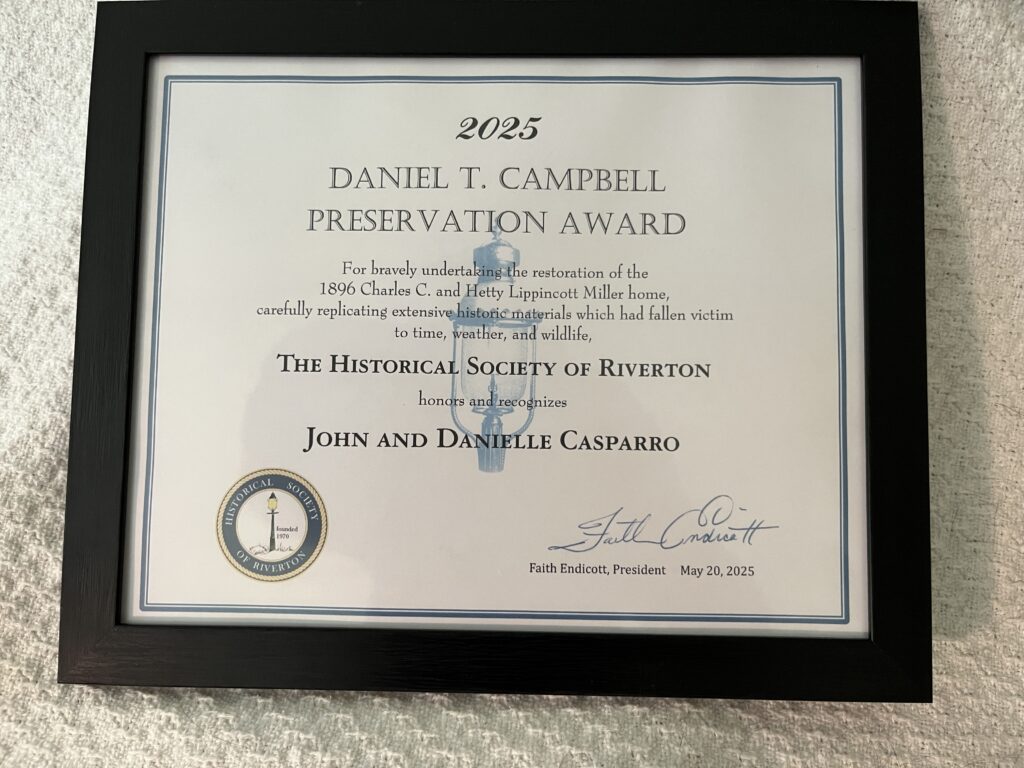 2025
DANIEL T. CAMPBELL
PRESERVATION AWARD
For bravely undertaking the restoration of the
1896 Charles C. and Hetty Lippincott Miller home,
carefully replicating extensive historic materials which had fallen victim
to time, weather, and wildlife,
THE HISTORICAL SOCIETY OF RIVERTON
honors and recognizes
JOHN AND DANIELLE CASPARRO
HISTORICAL SOCIETY
founded
1970
OF RIVERTON
Faith Endicott
Faith Endicott, President May 20, 2025